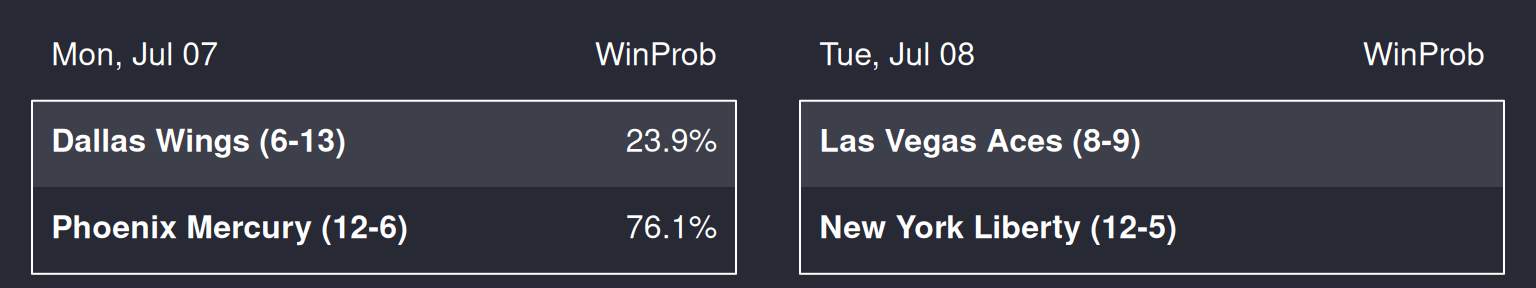 Mon, Jul 07 WinProb
Dallas Wings (6-13) 23.9%
Phoenix Mercury (12-6) 76.1%
Tue, Jul 08 WinProb
Las Vegas Aces (8-9)
New York Liberty (12-5)